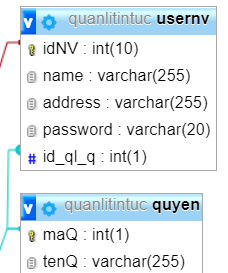 v quanlitintuc usernv
idNV : int(10)
name : varchar(255)
address : varchar(255)
password : varchar(20)
# id_ql_q : int(1)
v quanlitintuc quyen
maQ : int(1)
tenQ : varchar(255)